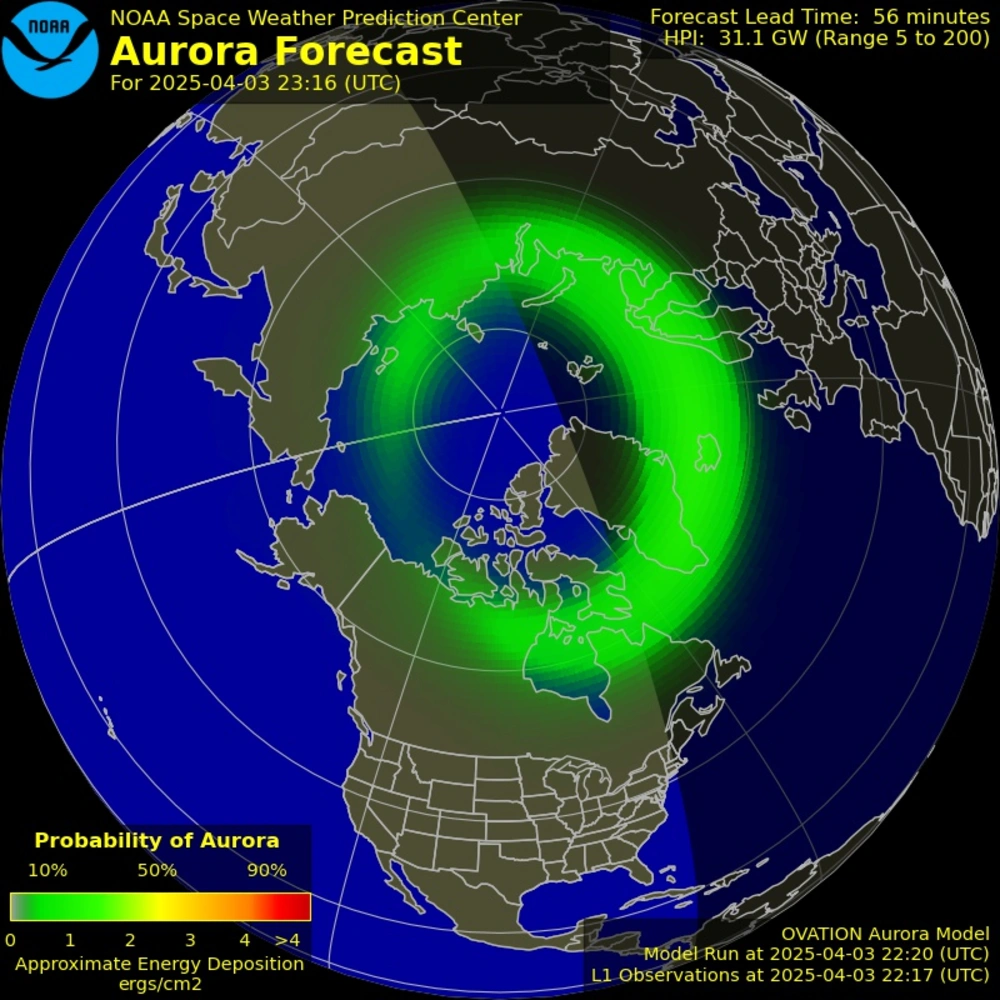 NOAA
NOAA Space Weather Prediction Center
Aurora Forecast
For 2025-04-03 23:16 (UTC)
Forecast Lead Time: 56 minutes
HPI: 31.1 GW (Range 5 to 200)
Probability of Aurora
10% 50% 90%
0 1 2 3 4 >4
Approximate Energy Deposition
ergs/cm2
OVATION Aurora Model
Model Run at 2025-04-03 22:20 (UTC)
L1 Observations at 2025-04-03 22:17 (UTC)